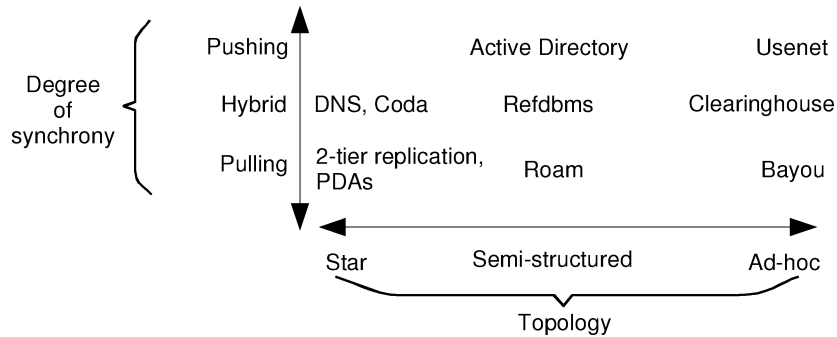 Pushing Active Directory Usenet
Degree
of
synchrony
Hybrid DNS, Coda Refdbms Clearinghouse
Pulling 2-tier replication,
PDAs Roam Bayou
Star Semi-structured Ad-hoc
Topology